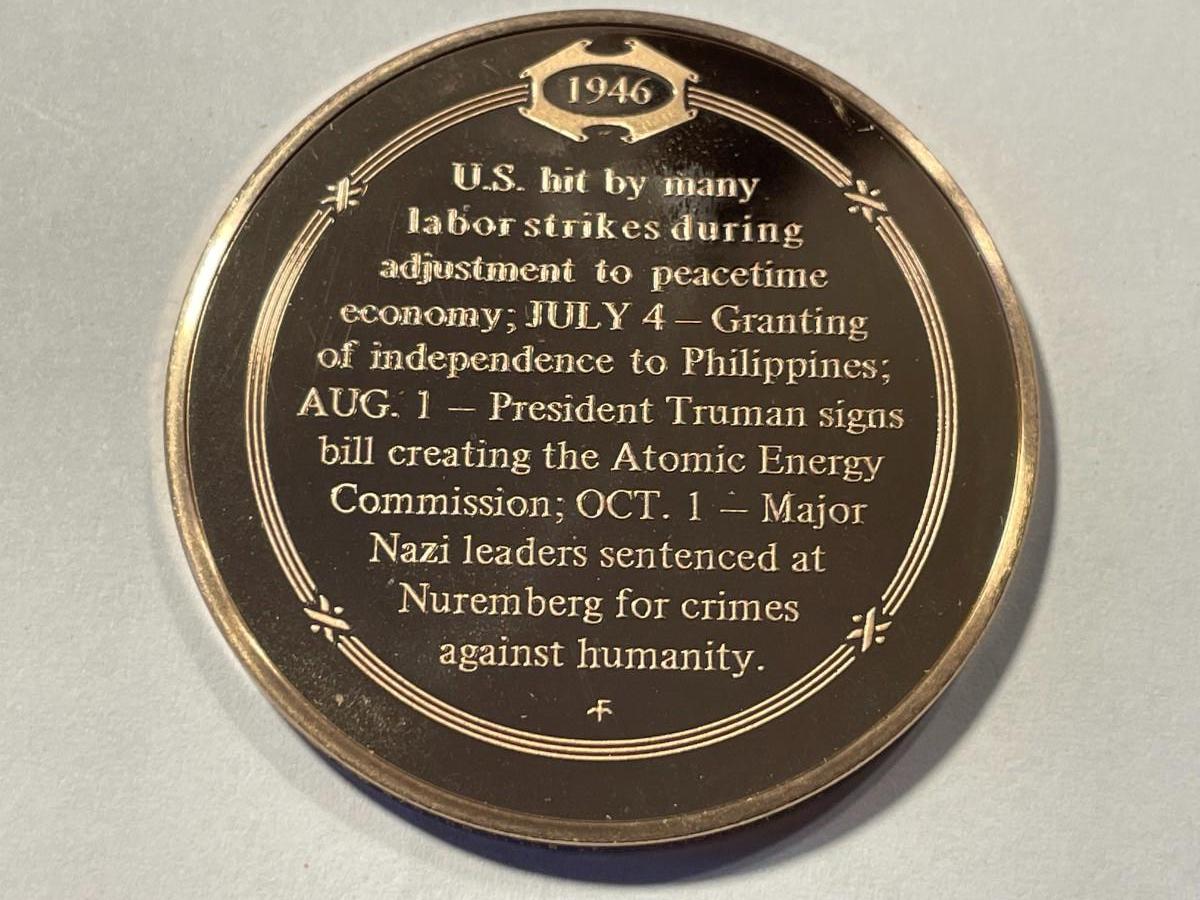 1946
U.S. hit by many
labor strikes during
adjustment to peacetime
economy; JULY 4 – Granting
of independence to Philippines;
AUG. 1 – President Truman signs
bill creating the Atomic Energy
Commission; OCT. 1 – Major
Nazi leaders sentenced at
Nuremberg for crimes
against humanity.